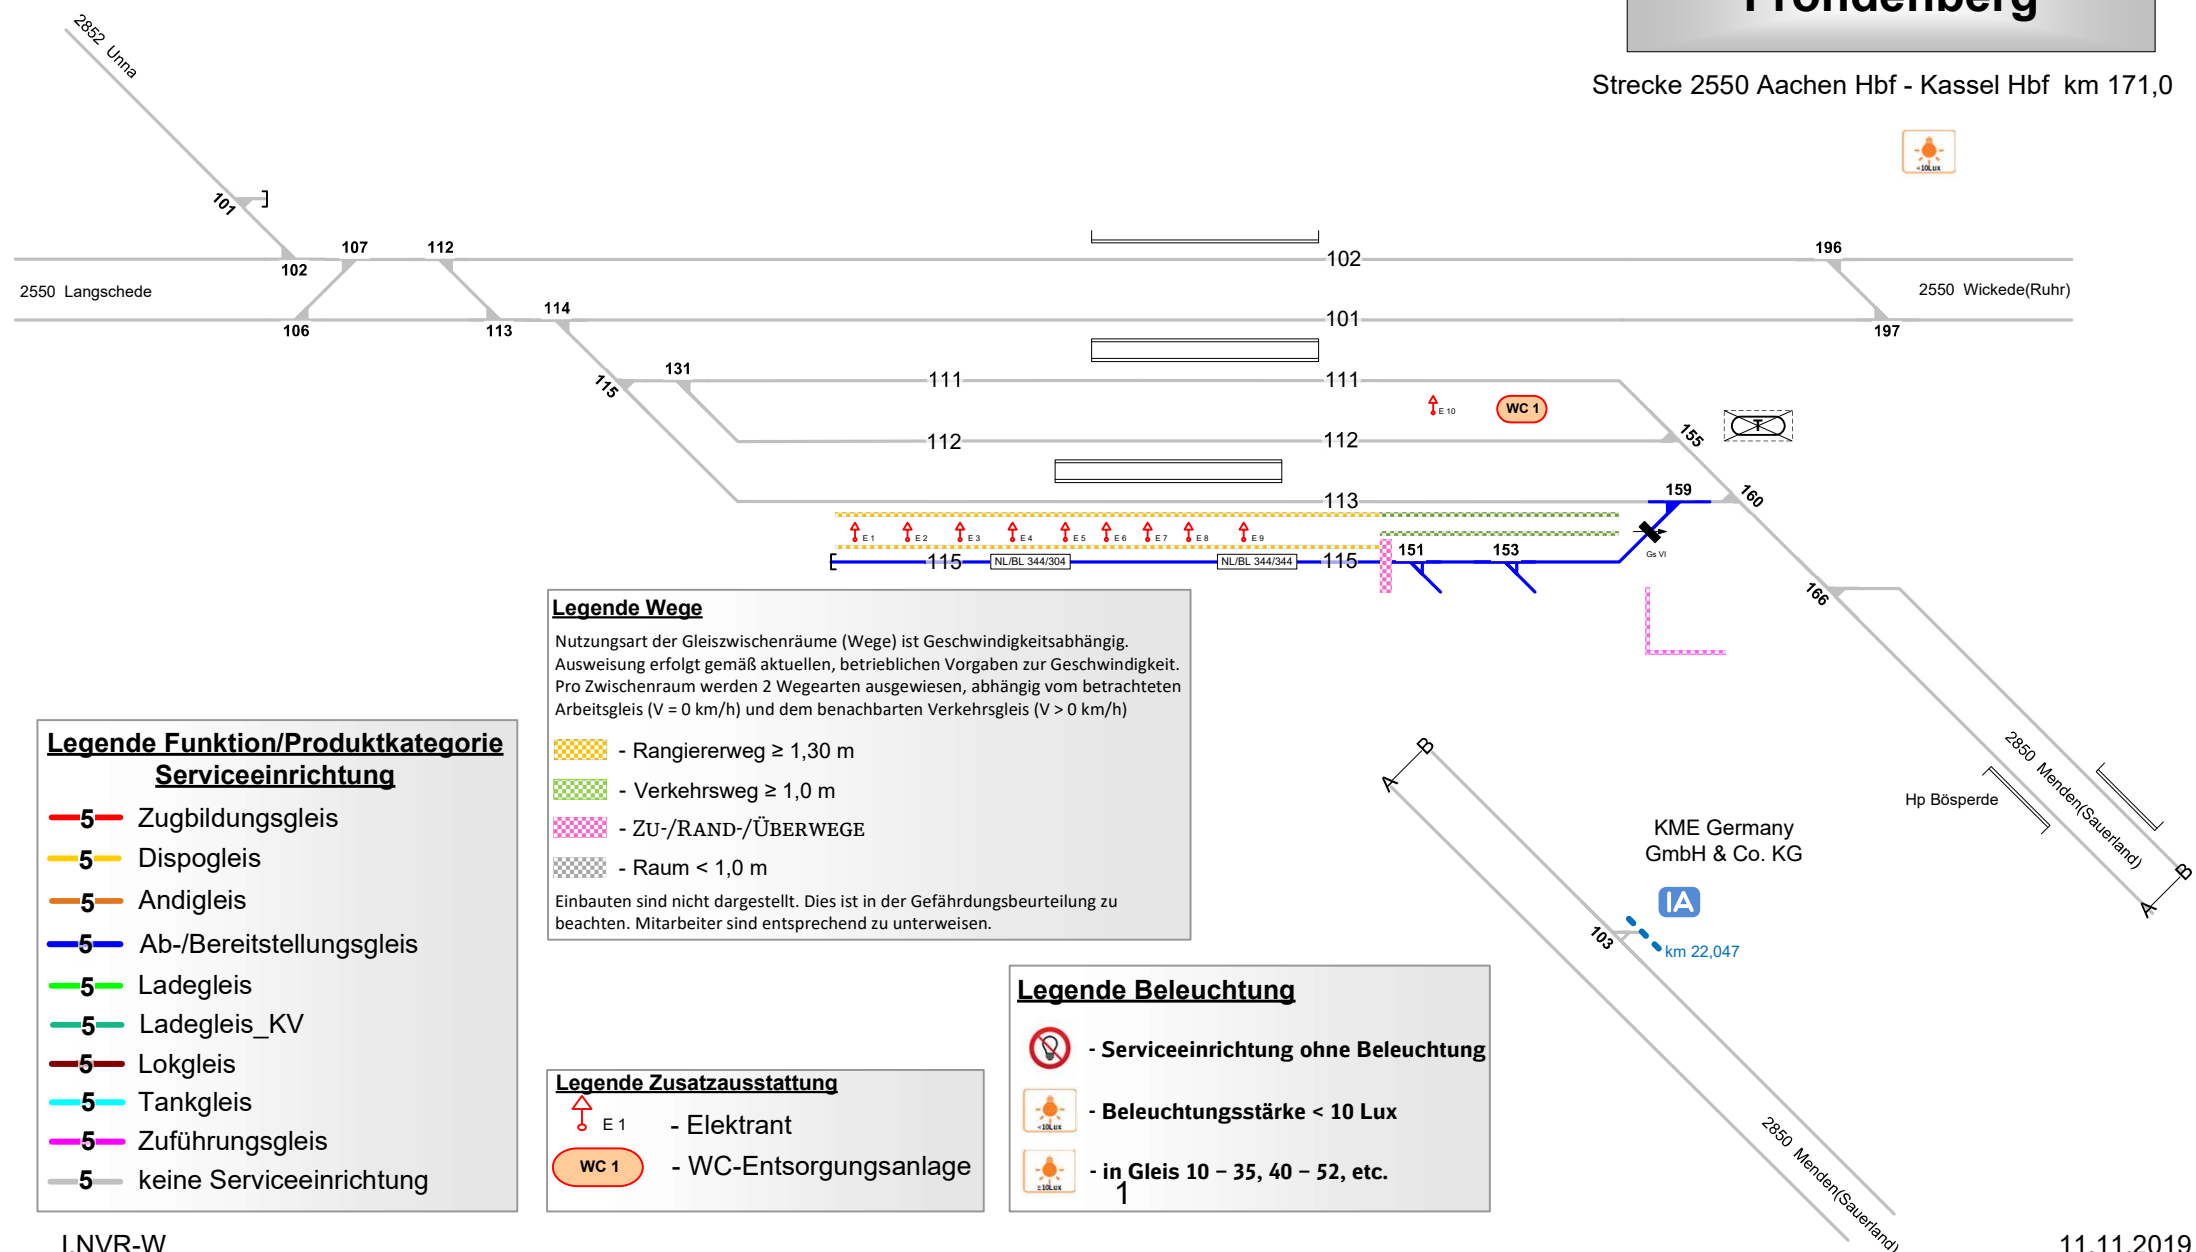 Fröndenberg
Strecke 2550 Aachen Hbf - Kassel Hbf  km 171,0
<10Lux
2852 Unna
101
107
112
102
102
196
2550 Langschede
2550 Wickede(Ruhr)
106
113
114
101
197
131
115
111
111
E 10
WC 1
112
112
155
T
113
159
160
E 1
E 2
E 3
E 4
E 5
E 6
E 7
E 8
E 9
Gs VI
115
NL/BL 344/304
NL/BL 344/344
115
151
153
166
Legende Wege
Nutzungsart der Gleiszwischenräume (Wege) ist Geschwindigkeitsabhängig.
Ausweisung erfolgt gemäß aktuellen, betrieblichen Vorgaben zur Geschwindigkeit.
Pro Zwischenraum werden 2 Wegearten ausgewiesen, abhängig vom betrachteten
Arbeitsgleis (V = 0 km/h) und dem benachbarten Verkehrsgleis (V > 0 km/h)
- Rangiererweg ≥ 1,30 m
- Verkehrsweg ≥ 1,0 m
- ZU-/RAND-/ÜBERWEGE
- Raum < 1,0 m
Einbauten sind nicht dargestellt. Dies ist in der Gefährdungsbeurteilung zu
beachten. Mitarbeiter sind entsprechend zu unterweisen.
Legende Funktion/Produktkategorie
Serviceeinrichtung
5 Zugbildungsgleis
5 Dispogleis
5 Andigleis
5 Ab-/Bereitstellungsgleis
5 Ladegleis
5 Ladegleis_KV
5 Lokgleis
5 Tankgleis
5 Zuführungsgleis
5 keine Serviceeinrichtung
2850 Menden(Sauerland)
Hp Bösperde
B
A
B
A
KME Germany
GmbH & Co. KG
IA
103
km 22,047
2850 Menden(Sauerland)
Legende Zusatzausstattung
E 1 - Elektrant
WC 1 - WC-Entsorgungsanlage
Legende Beleuchtung
- Serviceeinrichtung ohne Beleuchtung
<10Lux - Beleuchtungsstärke < 10 Lux
≥10Lux - in Gleis 10 – 35, 40 – 52, etc.
1
I.NVR-W
11.11.2019